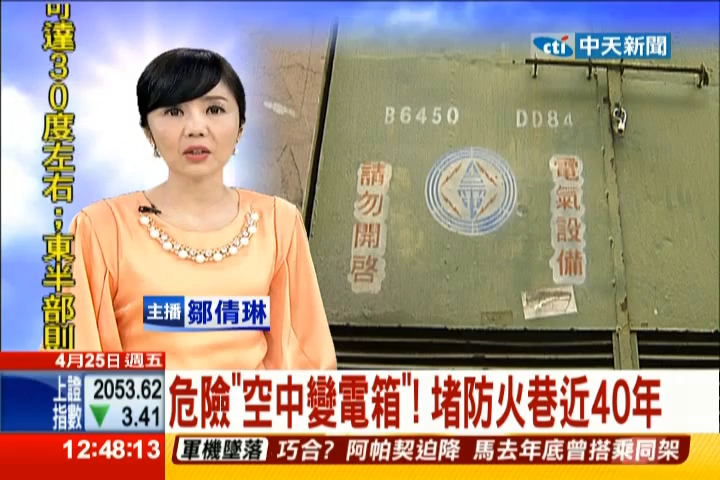 可達30度左右；東半部則
cti 中天新聞
B6450 DD84
請勿開啓
電氣設備
主播 鄒倩琳
4月25日 週五
上證指數 2053.62 ▼ 3.41
危險"空中變電箱"! 堵防火巷近40年
12:48:13
軍機墜落 巧合? 阿帕契迫降 馬去年底曾搭乘同架